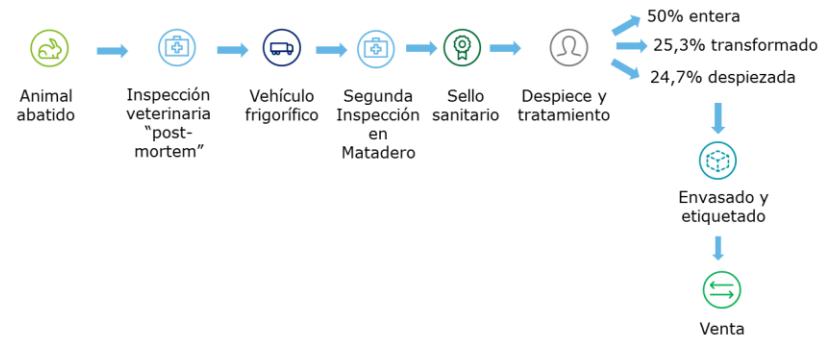 Animal
abatido
Inspección
veterinaria
“post-
mortem”
Vehículo
frigorífico
Segunda
Inspección
en
Matadero
Sello
sanitario
Despiece y
tratamiento
50% entera
25,3% transformado
24,7% despiezada
Envasado y
etiquetado
Venta